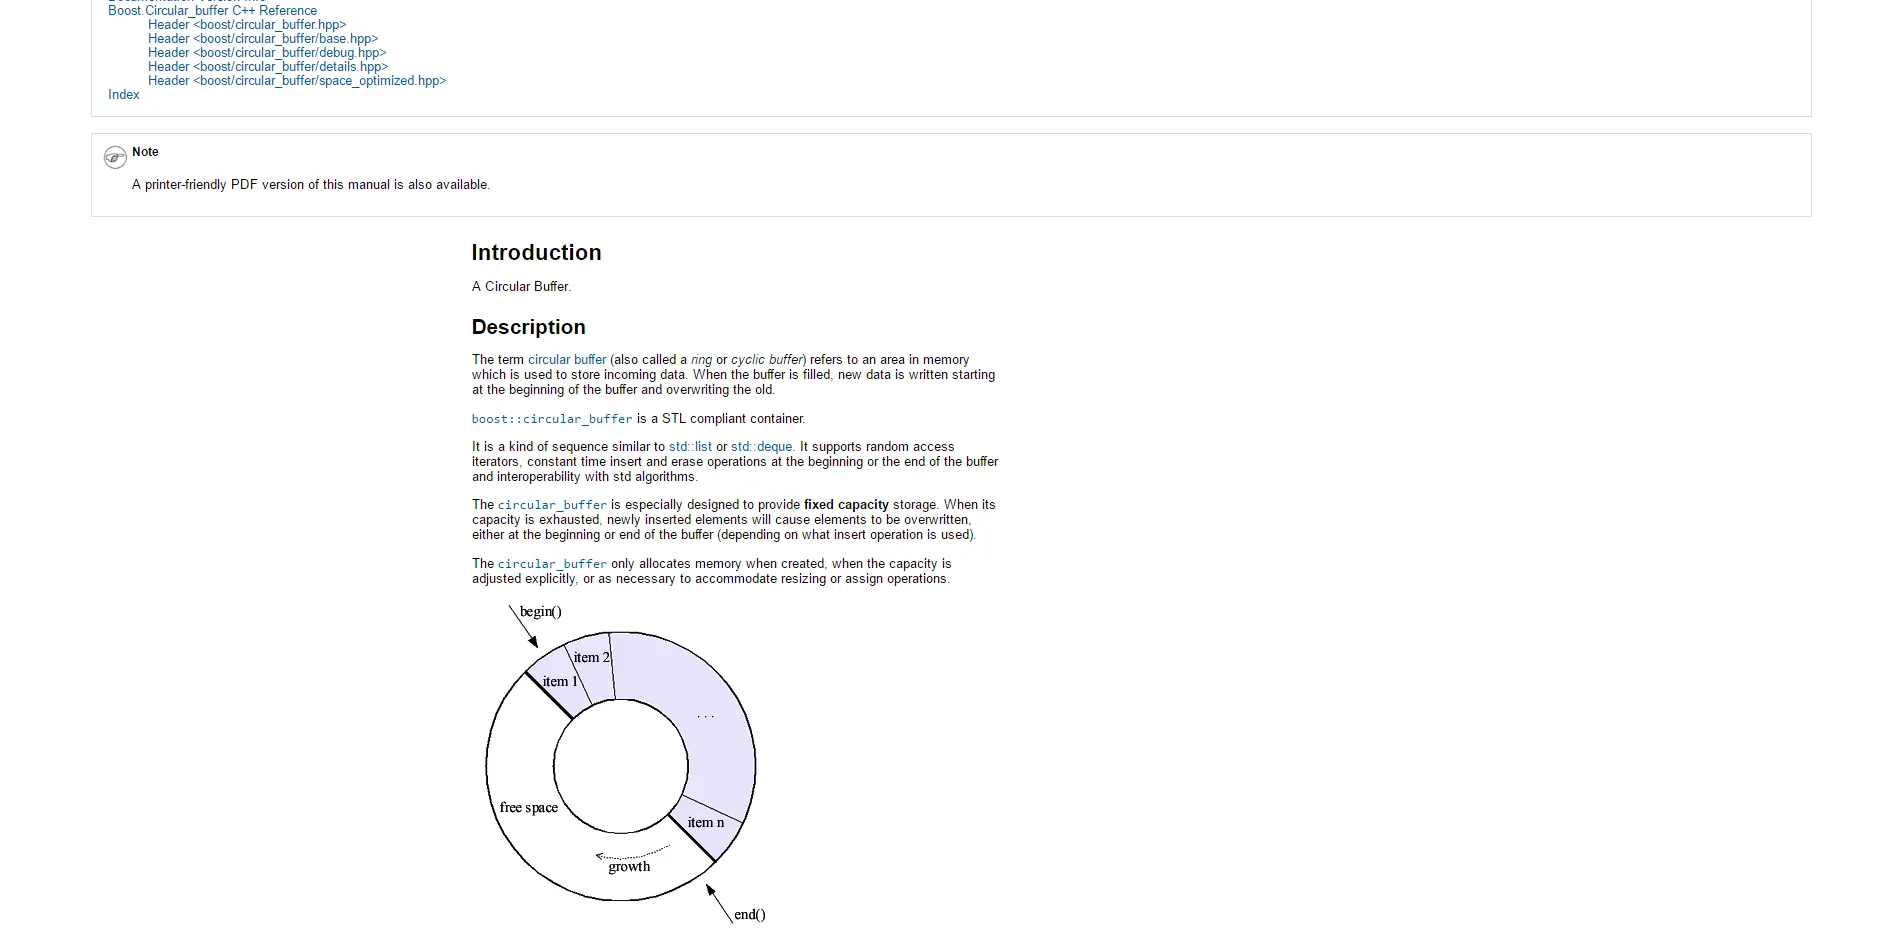 Documentation Version Info
Boost.Circular_buffer C++ Reference
Header <boost/circular_buffer.hpp>
Header <boost/circular_buffer/base.hpp>
Header <boost/circular_buffer/debug.hpp>
Header <boost/circular_buffer/details.hpp>
Header <boost/circular_buffer/space_optimized.hpp>
Index
Note
A printer-friendly PDF version of this manual is also available.
Introduction
A Circular Buffer.
Description
The term circular buffer (also called a ring or cyclic buffer) refers to an area in memory
which is used to store incoming data. When the buffer is filled, new data is written starting
at the beginning of the buffer and overwriting the old.
boost::circular_buffer is a STL compliant container.
It is a kind of sequence similar to std::list or std::deque. It supports random access
iterators, constant time insert and erase operations at the beginning or the end of the buffer
and interoperability with std algorithms.
The circular_buffer is especially designed to provide fixed capacity storage. When its
capacity is exhausted, newly inserted elements will cause elements to be overwritten,
either at the beginning or end of the buffer (depending on what insert operation is used).
The circular_buffer only allocates memory when created, when the capacity is
adjusted explicitly, or as necessary to accommodate resizing or assign operations.
begin()
item 2
item 1
. . .
free space
item n
growth
end()